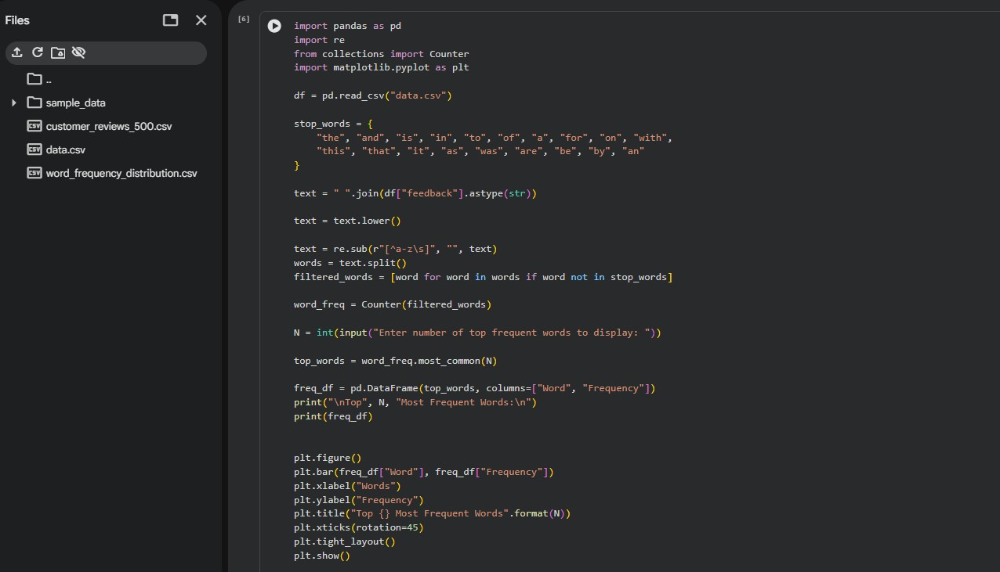 Files
..
sample_data
customer_reviews_500.csv
data.csv
word_frequency_distribution.csv
[6]
import pandas as pd
import re
from collections import Counter
import matplotlib.pyplot as plt
df = pd.read_csv("data.csv")
stop_words = {
    "the", "and", "is", "in", "to", "of", "a", "for", "on", "with",
    "this", "that", "it", "as", "was", "are", "be", "by", "an"
}
text = " ".join(df["feedback"].astype(str))
text = text.lower()
text = re.sub(r"[^a-z\s]", "", text)
words = text.split()
filtered_words = [word for word in words if word not in stop_words]
word_freq = Counter(filtered_words)
N = int(input("Enter number of top frequent words to display: "))
top_words = word_freq.most_common(N)
freq_df = pd.DataFrame(top_words, columns=["Word", "Frequency"])
print("\nTop", N, "Most Frequent Words:\n")
print(freq_df)
plt.figure()
plt.bar(freq_df["Word"], freq_df["Frequency"])
plt.xlabel("Words")
plt.ylabel("Frequency")
plt.title("Top {} Most Frequent Words".format(N))
plt.xticks(rotation=45)
plt.tight_layout()
plt.show()